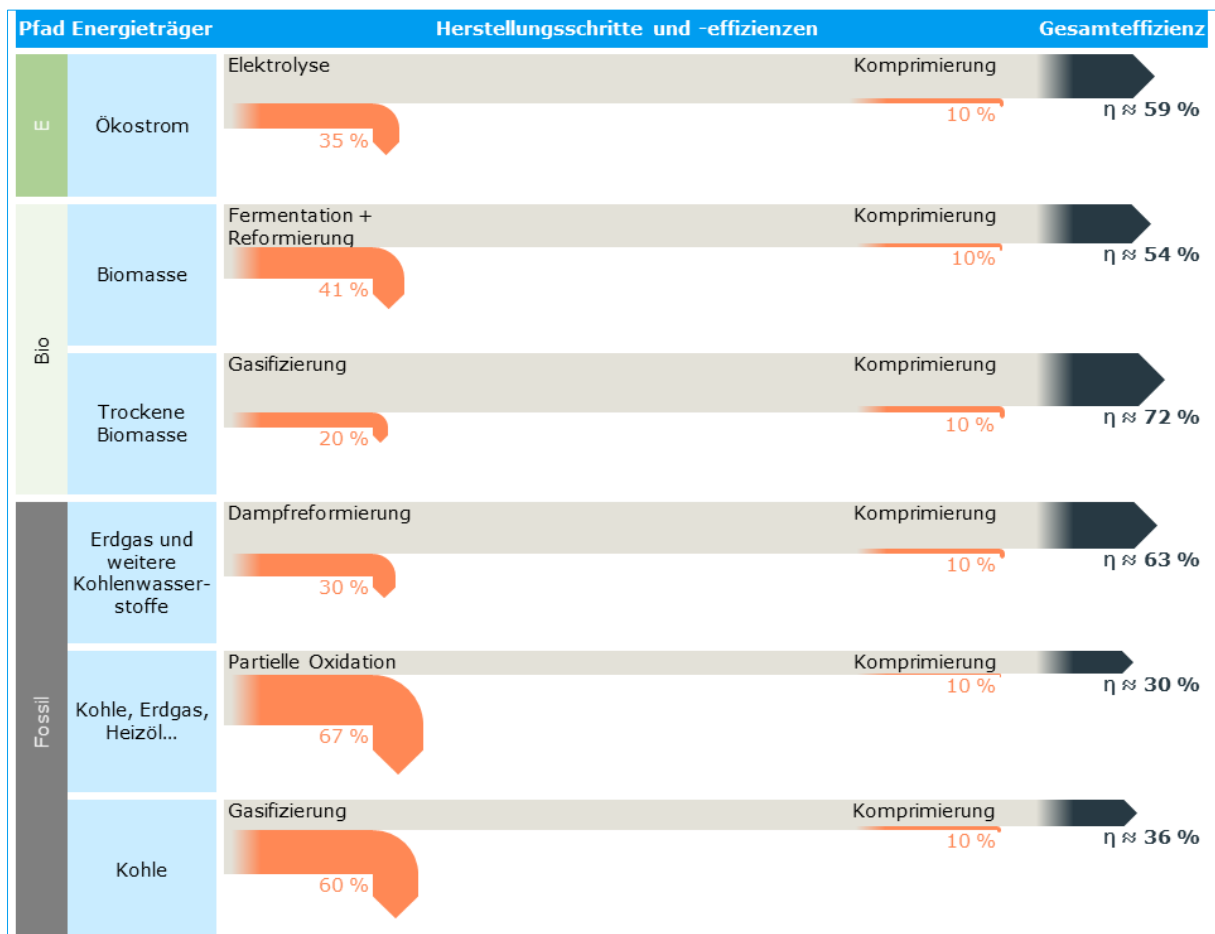 Pfad Energieträger Herstellungsschritte und -effizienzen Gesamteffizienz
E
Ökostrom
Elektrolyse
35 %
Komprimierung
10 %
η ≈ 59 %
Bio
Biomasse
Fermentation +
Reformierung
41 %
Komprimierung
10%
η ≈ 54 %
Trockene
Biomasse
Gasifizierung
20 %
Komprimierung
10 %
η ≈ 72 %
Fossil
Erdgas und
weitere
Kohlenwasser-
stoffe
Dampfreformierung
30 %
Komprimierung
10 %
η ≈ 63 %
Kohle, Erdgas,
Heizöl...
Partielle Oxidation
67 %
Komprimierung
10 %
η ≈ 30 %
Kohle
Gasifizierung
60 %
Komprimierung
10 %
η ≈ 36 %